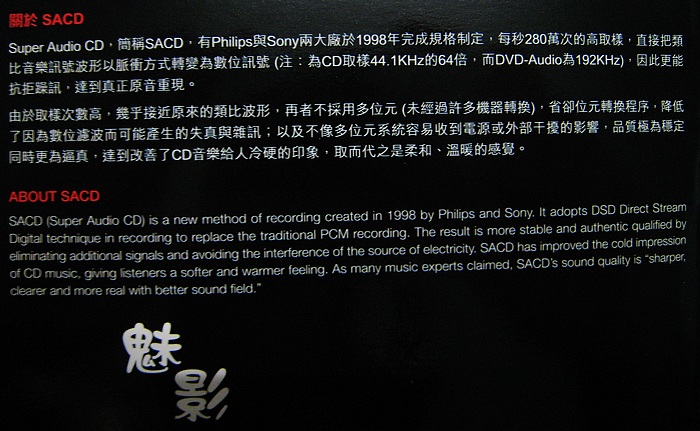 關於 SACD
Super Audio CD，簡稱SACD，有Philips與Sony兩大廠於1998年完成規格制定，每秒280萬次的高取樣，直接把類
比音樂訊號波形以脈衝方式轉變為數位訊號 (注：為CD取樣44.1KHz的64倍，而DVD-Audio為192KHz)，因此更能
抗拒躁訊，達到真正原音重現。
由於取樣次數高，幾乎接近原來的類比波形，再者不採用多位元 (未經過許多機器轉換)，省卻位元轉換程序，降低
了因為數位濾波而可能產生的失真與雜訊；以及不像多位元系統容易收到電源或外部干擾的影響，品質極為穩定
同時更為逼真，達到改善了CD音樂給人冷硬的印象，取而代之是柔和、溫暖的感覺。
ABOUT SACD
SACD (Super Audio CD) is a new method of recording created in 1998 by Philips and Sony. It adopts DSD Direct Stream
Digital technique in recording to replace the traditional PCM recording. The result is more stable and authentic qualified by
eliminating additional signals and avoiding the interference of the source of electricity. SACD has improved the cold impression
of CD music, giving listeners a softer and warmer feeling. As many music experts claimed, SACD's sound quality is “sharper,
clearer and more real with better sound field.”
魅
影